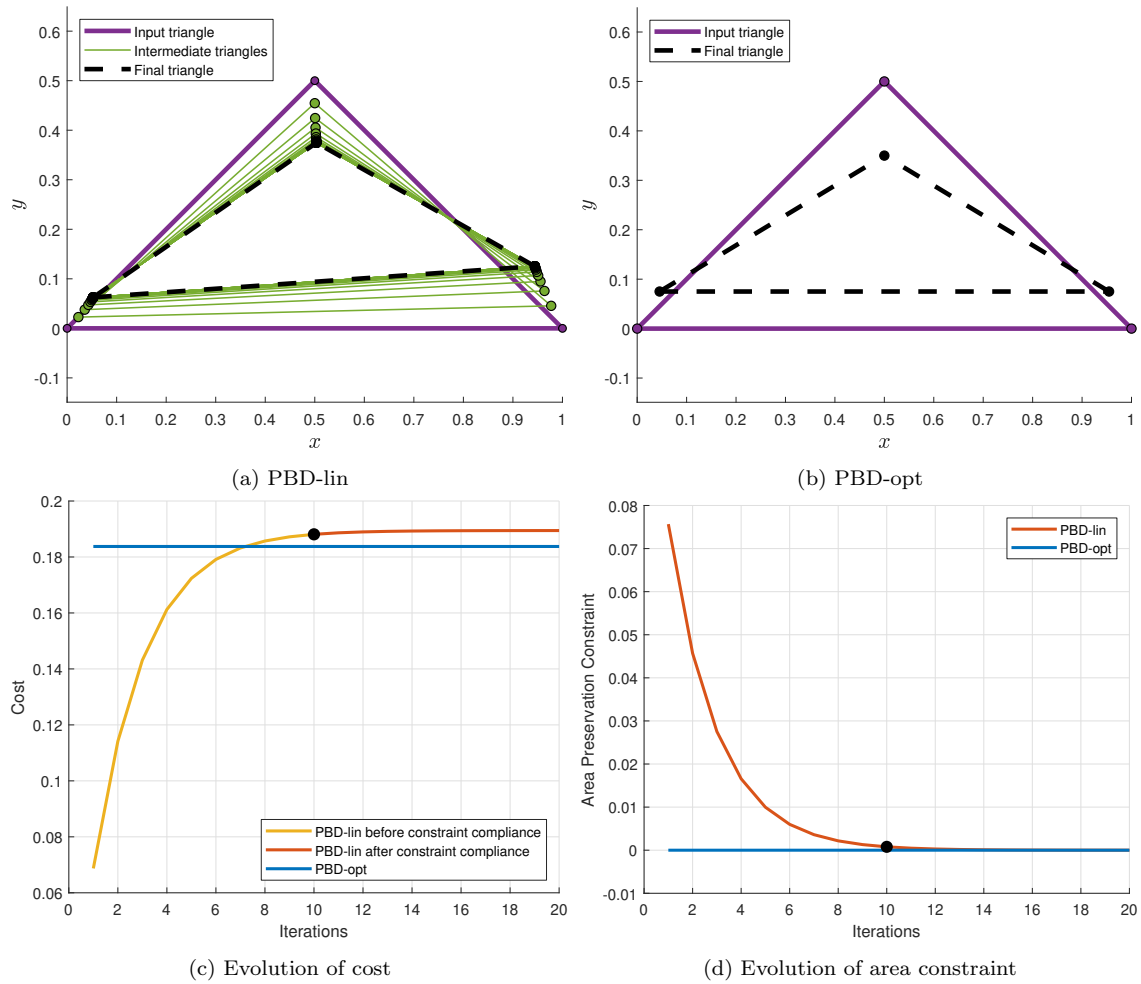 Input triangle
Intermediate triangles
Final triangle
0.6
0.5
0.4
0.3
0.2
0.1
0
-0.1
y
0 0.1 0.2 0.3 0.4 0.5 0.6 0.7 0.8 0.9 1
x
(a) PBD-lin
Input triangle
Final triangle
0.6
0.5
0.4
0.3
0.2
0.1
0
-0.1
y
0 0.1 0.2 0.3 0.4 0.5 0.6 0.7 0.8 0.9 1
x
(b) PBD-opt
0.2
0.18
0.16
0.14
0.12
0.1
0.08
0.06
Cost
PBD-lin before constraint compliance
PBD-lin after constraint compliance
PBD-opt
0 2 4 6 8 10 12 14 16 18 20
Iterations
(c) Evolution of cost
0.08
0.07
0.06
0.05
0.04
0.03
0.02
0.01
0
-0.01
Area Preservation Constraint
PBD-lin
PBD-opt
0 2 4 6 8 10 12 14 16 18 20
Iterations
(d) Evolution of area constraint